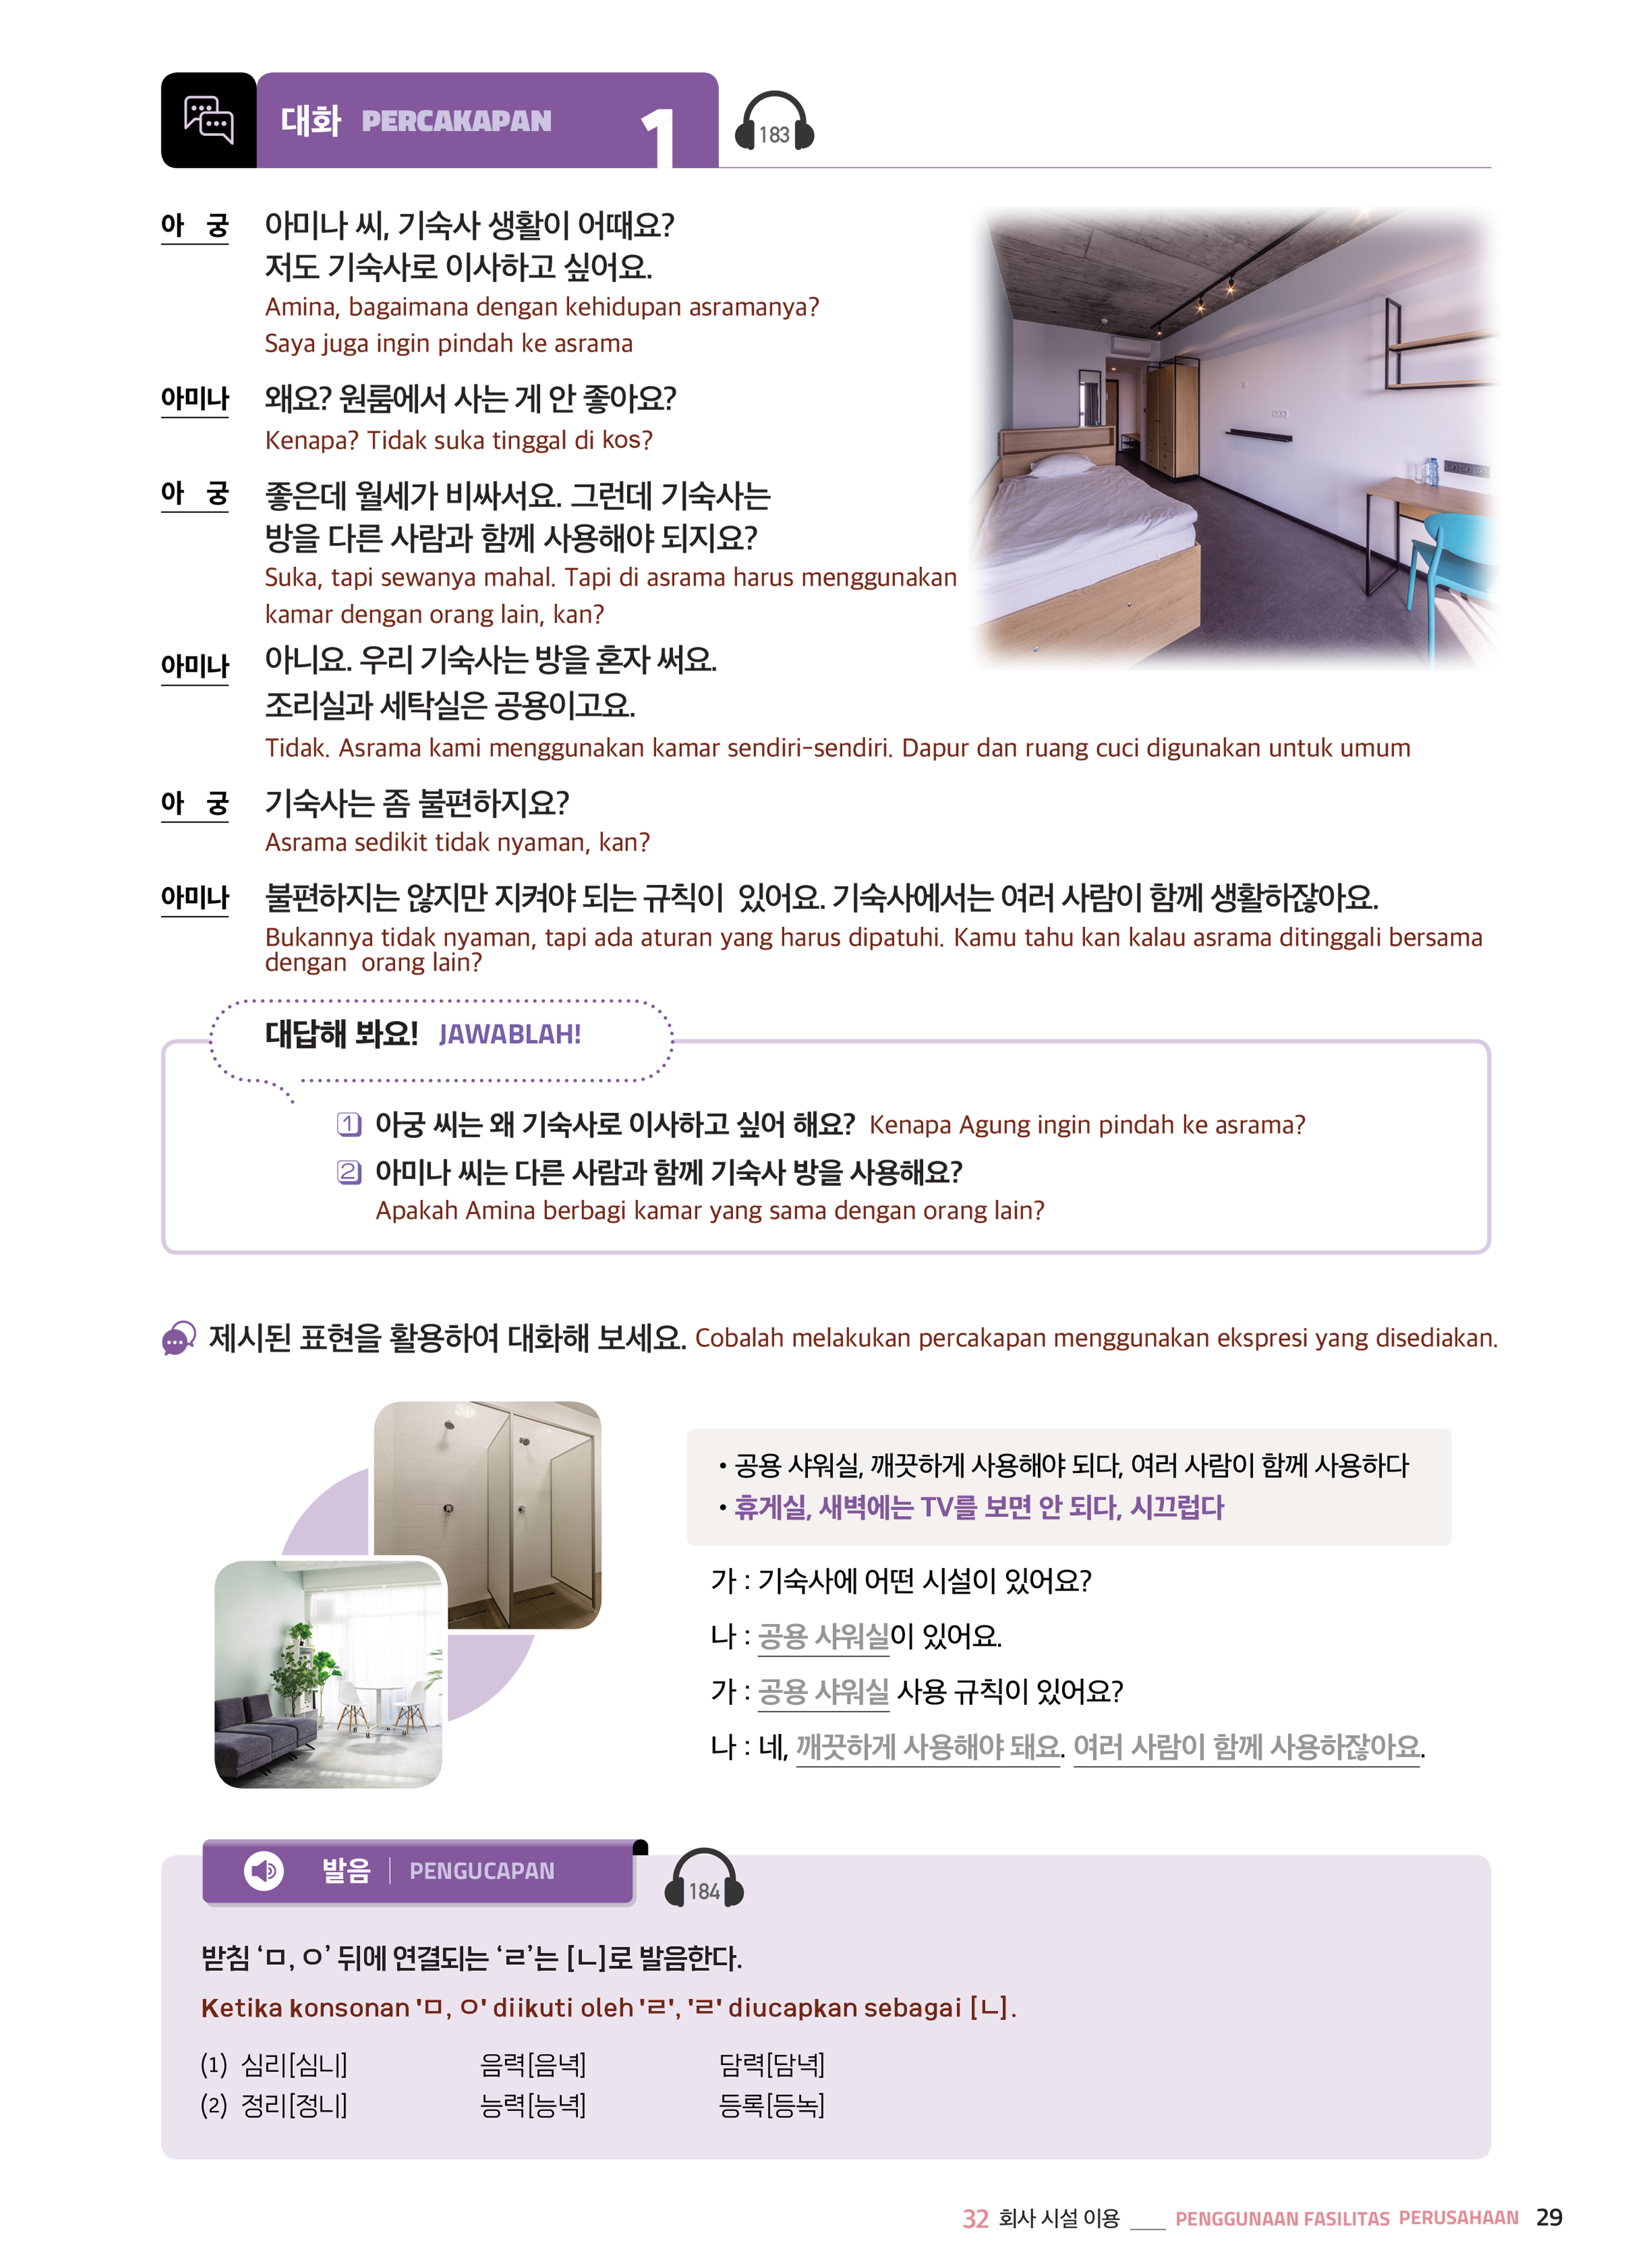 대화 PERCAKAPAN 1
183
아 궁 아미나 씨, 기숙사 생활이 어때요?
저도 기숙사로 이사하고 싶어요.
Amina, bagaimana dengan kehidupan asramanya?
Saya juga ingin pindah ke asrama
아미나 왜요? 원룸에서 사는 게 안 좋아요?
Kenapa? Tidak suka tinggal di kos?
아 궁 좋은데 월세가 비싸서요. 그런데 기숙사는
방을 다른 사람과 함께 사용해야 되지요?
Suka, tapi sewanya mahal. Tapi di asrama harus menggunakan
kamar dengan orang lain, kan?
아미나 아니요. 우리 기숙사는 방을 혼자 써요.
조리실과 세탁실은 공용이고요.
Tidak. Asrama kami menggunakan kamar sendiri-sendiri. Dapur dan ruang cuci digunakan untuk umum
아 궁 기숙사는 좀 불편하지요?
Asrama sedikit tidak nyaman, kan?
아미나 불편하지는 않지만 지켜야 되는 규칙이 있어요. 기숙사에서는 여러 사람이 함께 생활하잖아요.
Bukannya tidak nyaman, tapi ada aturan yang harus dipatuhi. Kamu tahu kan kalau asrama ditinggali bersama
dengan orang lain?
대답해 봐요! JAWABLAH!
1 아궁 씨는 왜 기숙사로 이사하고 싶어 해요? Kenapa Agung ingin pindah ke asrama?
2 아미나 씨는 다른 사람과 함께 기숙사 방을 사용해요?
Apakah Amina berbagi kamar yang sama dengan orang lain?
제시된 표현을 활용하여 대화해 보세요. Cobalah melakukan percakapan menggunakan ekspresi yang disediakan.
• 공용 샤워실, 깨끗하게 사용해야 되다, 여러 사람이 함께 사용하다
• 휴게실, 새벽에는 TV를 보면 안 되다, 시끄럽다
가 : 기숙사에 어떤 시설이 있어요?
나 : 공용 샤워실이 있어요.
가 : 공용 샤워실 사용 규칙이 있어요?
나 : 네, 깨끗하게 사용해야 돼요. 여러 사람이 함께 사용하잖아요.
발음 | PENGUCAPAN
184
받침 ‘ㅁ, ㅇ’ 뒤에 연결되는 ‘ㄹ’는 [ㄴ]로 발음한다.
Ketika konsonan 'ㅁ, ㅇ' diikuti oleh 'ㄹ', 'ㄹ' diucapkan sebagai [ㄴ].
(1) 심리[심니] 음력[음녁] 담력[담녁]
(2) 정리[정니] 능력[능녁] 등록[등녹]
32 회사 시설 이용 ___ PENGGUNAAN FASILITAS PERUSAHAAN 29